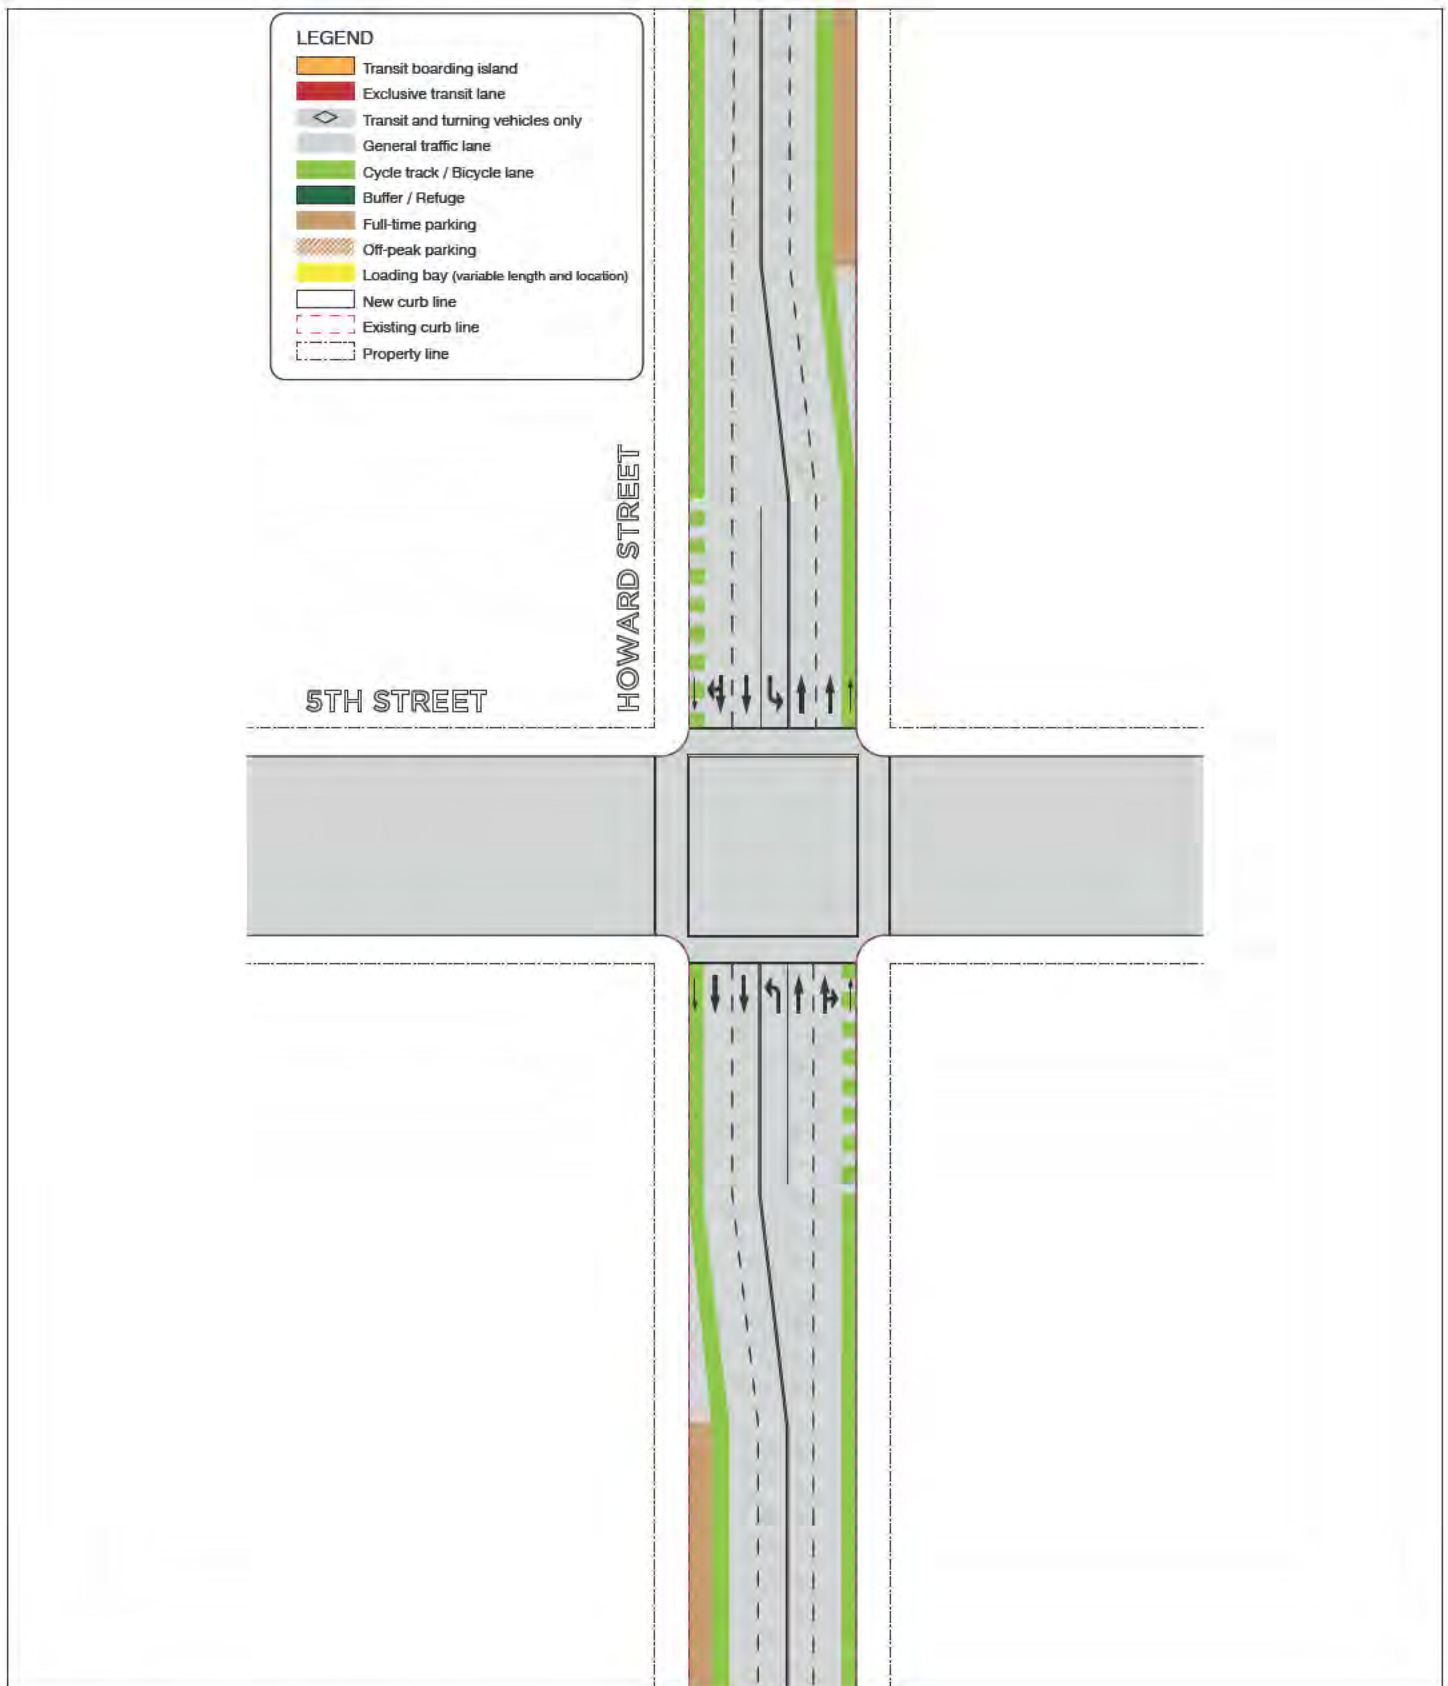 LEGEND
Transit boarding island
Exclusive transit lane
Transit and turning vehicles only
General traffic lane
Cycle track / Bicycle lane
Buffer / Refuge
Full-time parking
Off-peak parking
Loading bay (variable length and location)
New curb line
Existing curb line
Property line
HOWARD STREET
5TH STREET